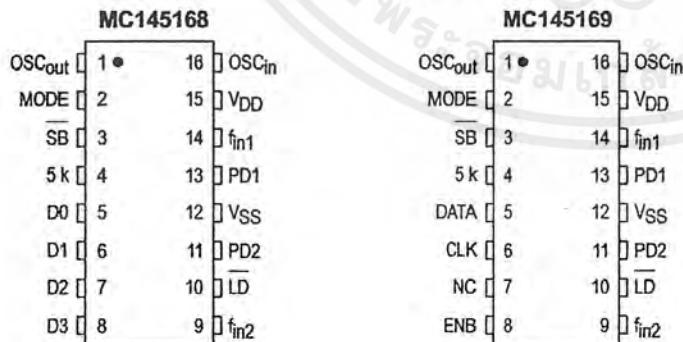 MC145168
OSCout 1 16 OSCin
MODE 2 15 VDD
SB 3 14 fin1
5 k 4 13 PD1
D0 5 12 VSS
D1 6 11 PD2
D2 7 10 LD
D3 8 9 fin2
MC145169
OSCout 1 16 OSCin
MODE 2 15 VDD
SB 3 14 fin1
5 k 4 13 PD1
DATA 5 12 VSS
CLK 6 11 PD2
NC 7 10 LD
ENB 8 9 fin2